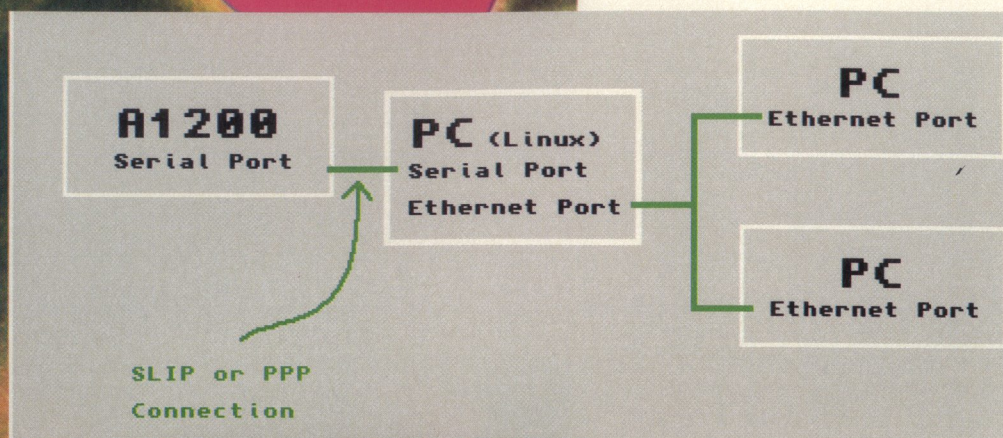 A1200
Serial Port
PC (Linux)
Serial Port
Ethernet Port
PC
Ethernet Port
PC
Ethernet Port
SLIP or PPP
Connection